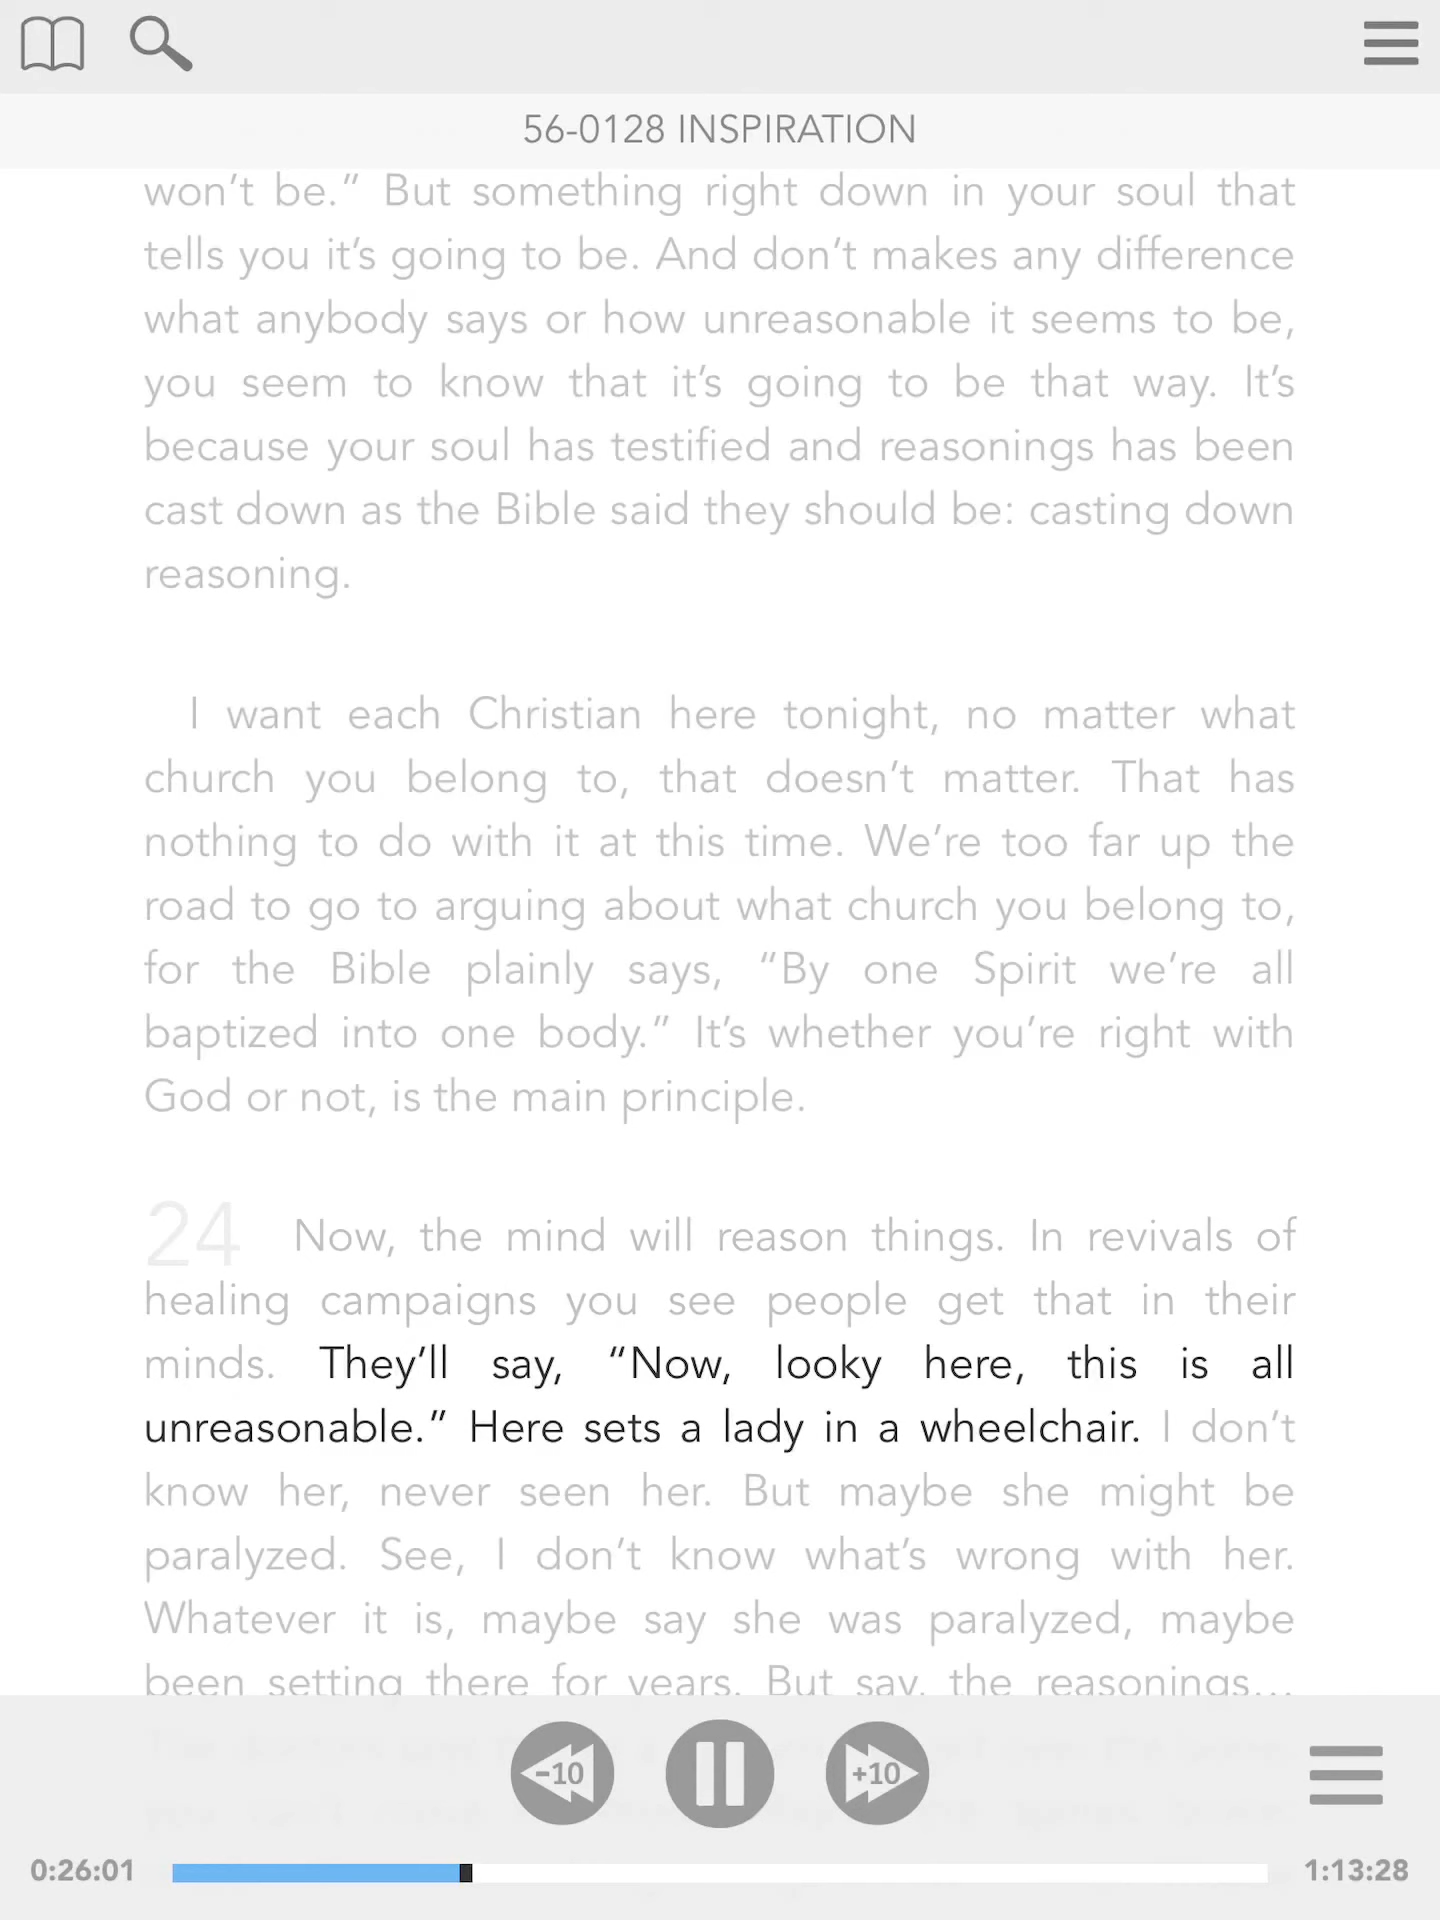 56-0128 INSPIRATION
won’t be.” But something right down in your soul that
tells you it’s going to be. And don’t makes any difference
what anybody says or how unreasonable it seems to be,
you seem to know that it’s going to be that way. It’s
because your soul has testified and reasonings has been
cast down as the Bible said they should be: casting down
reasoning.
I want each Christian here tonight, no matter what
church you belong to, that doesn’t matter. That has
nothing to do with it at this time. We’re too far up the
road to go to arguing about what church you belong to,
for the Bible plainly says, “By one Spirit we’re all
baptized into one body.” It’s whether you’re right with
God or not, is the main principle.
24 Now, the mind will reason things. In revivals of
healing campaigns you see people get that in their
minds. They’ll say, “Now, looky here, this is all
unreasonable.” Here sets a lady in a wheelchair. I don’t
know her, never seen her. But maybe she might be
paralyzed. See, I don’t know what’s wrong with her.
Whatever it is, maybe say she was paralyzed, maybe
been setting there for years. But say, the reasonings…
-10 +10
0:26:01 1:13:28